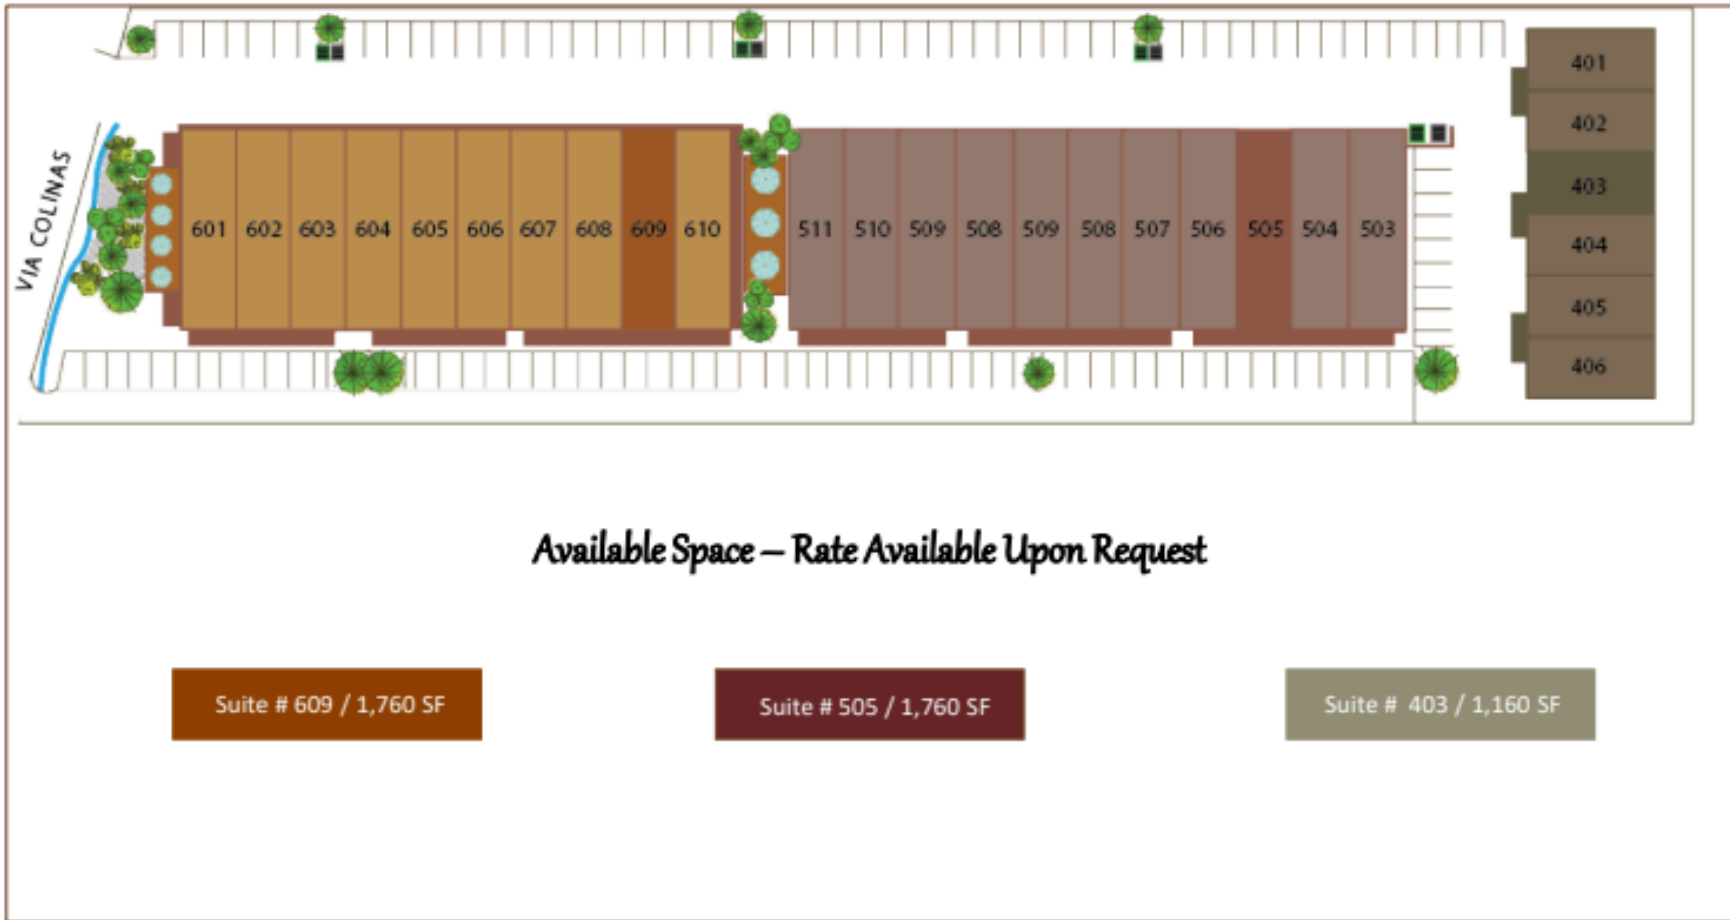 401
402
403
404
405
406
VIA COLINAS
601 602 603 604 605 606 607 608 609 610 511 510 509 508 509 508 507 506 505 504 503
Available Space – Rate Available Upon Request
Suite # 609 / 1,760 SF
Suite # 505 / 1,760 SF
Suite # 403 / 1,160 SF